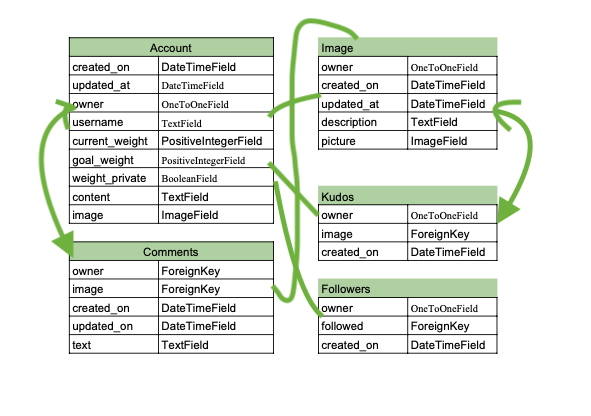 Account
created_on DateTimeField
updated_at DateTimeField
owner OneToOneField
username TextField
current_weight PositiveIntegerField
goal_weight PositiveIntegerField
weight_private BooleanField
content TextField
image ImageField
Comments
owner ForeignKey
image ForeignKey
created_on DateTimeField
updated_on DateTimeField
text TextField
Image
owner OneToOneField
created_on DateTimeField
updated_at DateTimeField
description TextField
picture ImageField
Kudos
owner OneToOneField
image ForeignKey
created_on DateTimeField
Followers
owner OneToOneField
followed ForeignKey
created_on DateTimeField